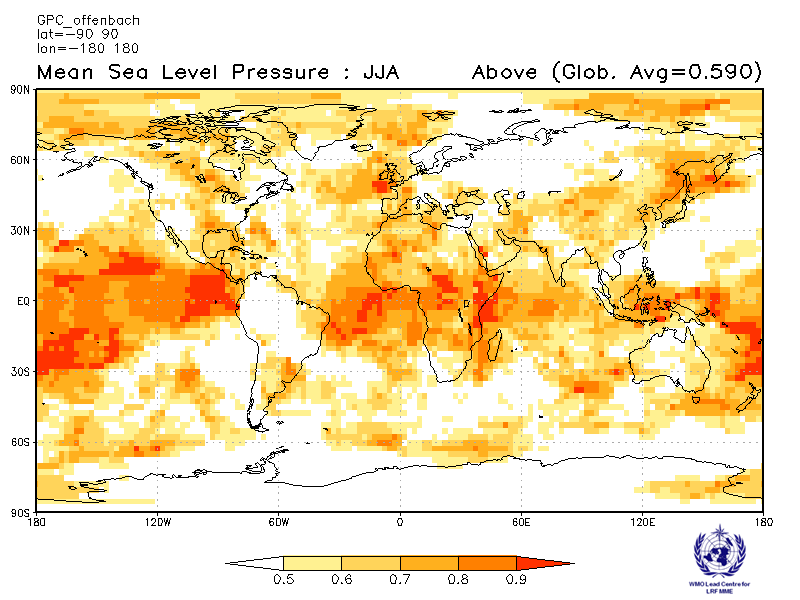 GPC_offenbach
lat=−90 90
lon=−180 180
Mean Sea Level Pressure : JJA Above (Glob. Avg=0.590)
90N
60N
30N
EQ
30S
60S
90S
180 120W 60W 0 60E 120E 180
0.5 0.6 0.7 0.8 0.9
WMO Lead Centre for
LRF MME